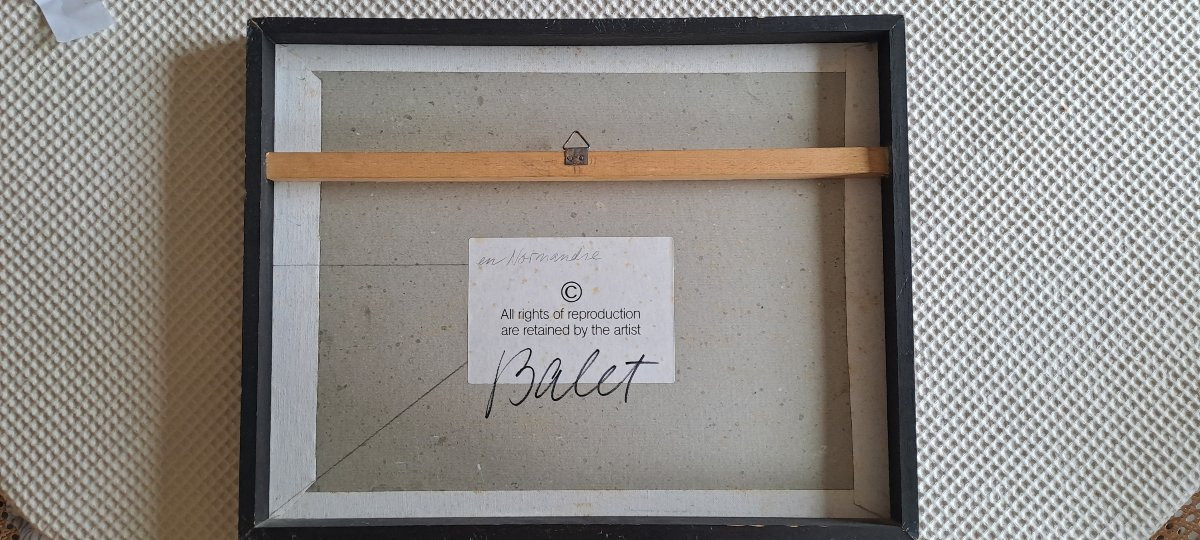 en Normandie
©
All rights of reproduction
are retained by the artist
Balet